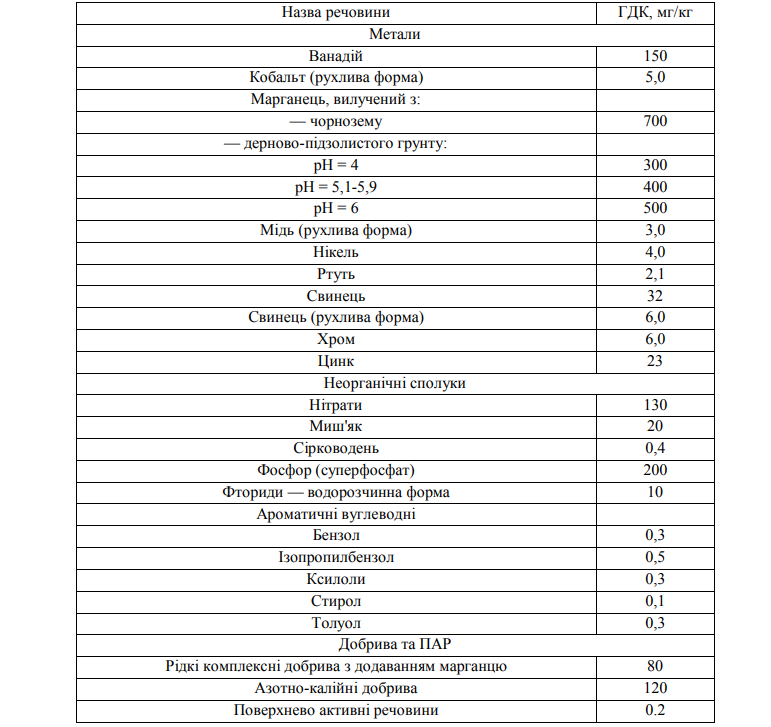 Назва речовини ГДК, мг/кг
Метали
Ванадій 150
Кобальт (рухлива форма) 5,0
Марганець, вилучений з:
— чорнозему 700
— дерново-підзолистого грунту:
рН = 4 300
рН = 5,1-5,9 400
рН = 6 500
Мідь (рухлива форма) 3,0
Нікель 4,0
Ртуть 2,1
Свинець 32
Свинець (рухлива форма) 6,0
Хром 6,0
Цинк 23
Неорганічні сполуки
Нітрати 130
Миш'як 20
Сірководень 0,4
Фосфор (суперфосфат) 200
Фториди — водорозчинна форма 10
Ароматичні вуглеводні
Бензол 0,3
Ізопропилбензол 0,5
Ксилоли 0,3
Стирол 0,1
Толуол 0,3
Добрива та ПАР
Рідкі комплексні добрива з додаванням марганцю 80
Азотно-калійні добрива 120
Поверхнево активні речовини 0.2